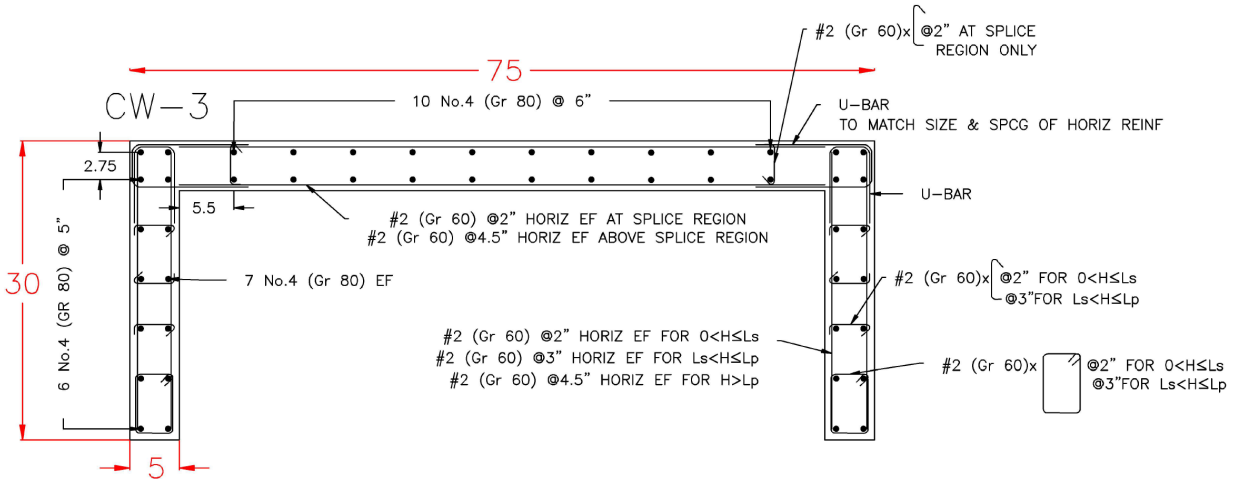 #2 (Gr 60)x @2" AT SPLICE
REGION ONLY
75
CW-3
10 No.4 (Gr 80) @ 6"
U-BAR
TO MATCH SIZE & SPCG OF HORIZ REINF
2.75
5.5
U-BAR
#2 (Gr 60) @2" HORIZ EF AT SPLICE REGION
#2 (Gr 60) @4.5" HORIZ EF ABOVE SPLICE REGION
30
6 No.4 (GR 80) @ 5"
7 No.4 (Gr 80) EF
#2 (Gr 60)x @2" FOR 0<H≤Ls
@3"FOR Ls<H≤Lp
#2 (Gr 60) @2" HORIZ EF FOR 0<H≤Ls
#2 (Gr 60) @3" HORIZ EF FOR Ls<H≤Lp
#2 (Gr 60) @4.5" HORIZ EF FOR H>Lp
#2 (Gr 60)x @2" FOR 0<H≤Ls
@3"FOR Ls<H≤Lp
5